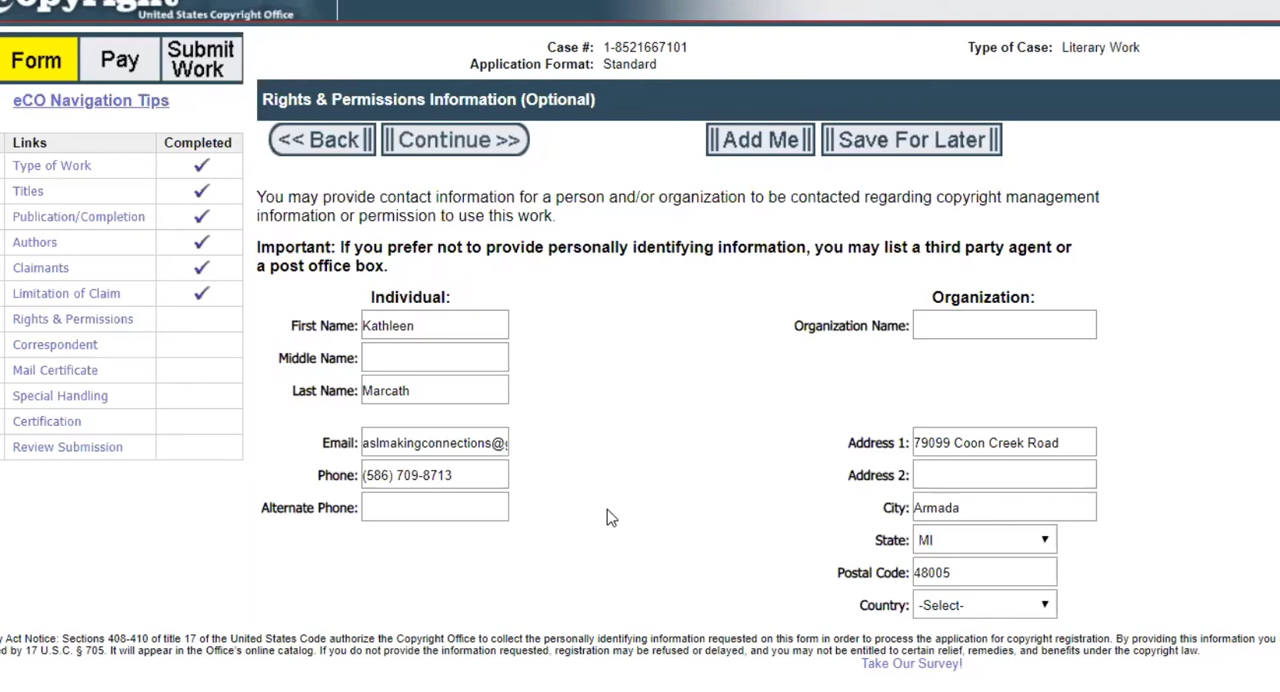 United States Copyright Office
Form
Pay
Submit Work
Case #: 1-8521667101
Type of Case: Literary Work
Application Format: Standard
eCO Navigation Tips
Rights & Permissions Information (Optional)
<< Back
Continue >>
Add Me
Save For Later
Links Completed
Type of Work
Titles
Publication/Completion
Authors
Claimants
Limitation of Claim
Rights & Permissions
Correspondent
Mail Certificate
Special Handling
Certification
Review Submission
You may provide contact information for a person and/or organization to be contacted regarding copyright management
information or permission to use this work.
Important: If you prefer not to provide personally identifying information, you may list a third party agent or
a post office box.
Individual:
First Name: Kathleen
Middle Name:
Last Name: Marcath
Email: aslmakingconnections@
Phone: (586) 709-8713
Alternate Phone:
Organization:
Organization Name:
Address 1: 79099 Coon Creek Road
Address 2:
City: Armada
State: MI
Postal Code: 48005
Country: -Select-
Act Notice: Sections 408-410 of title 17 of the United States Code authorize the Copyright Office to collect the personally identifying information requested on this form in order to process the application for copyright registration. By providing this information you
by 17 U.S.C. § 705. It will appear in the Office's online catalog. If you do not provide the information requested, registration may be refused or delayed, and you may not be entitled to certain relief, remedies, and benefits under the copyright law.
Take Our Survey!